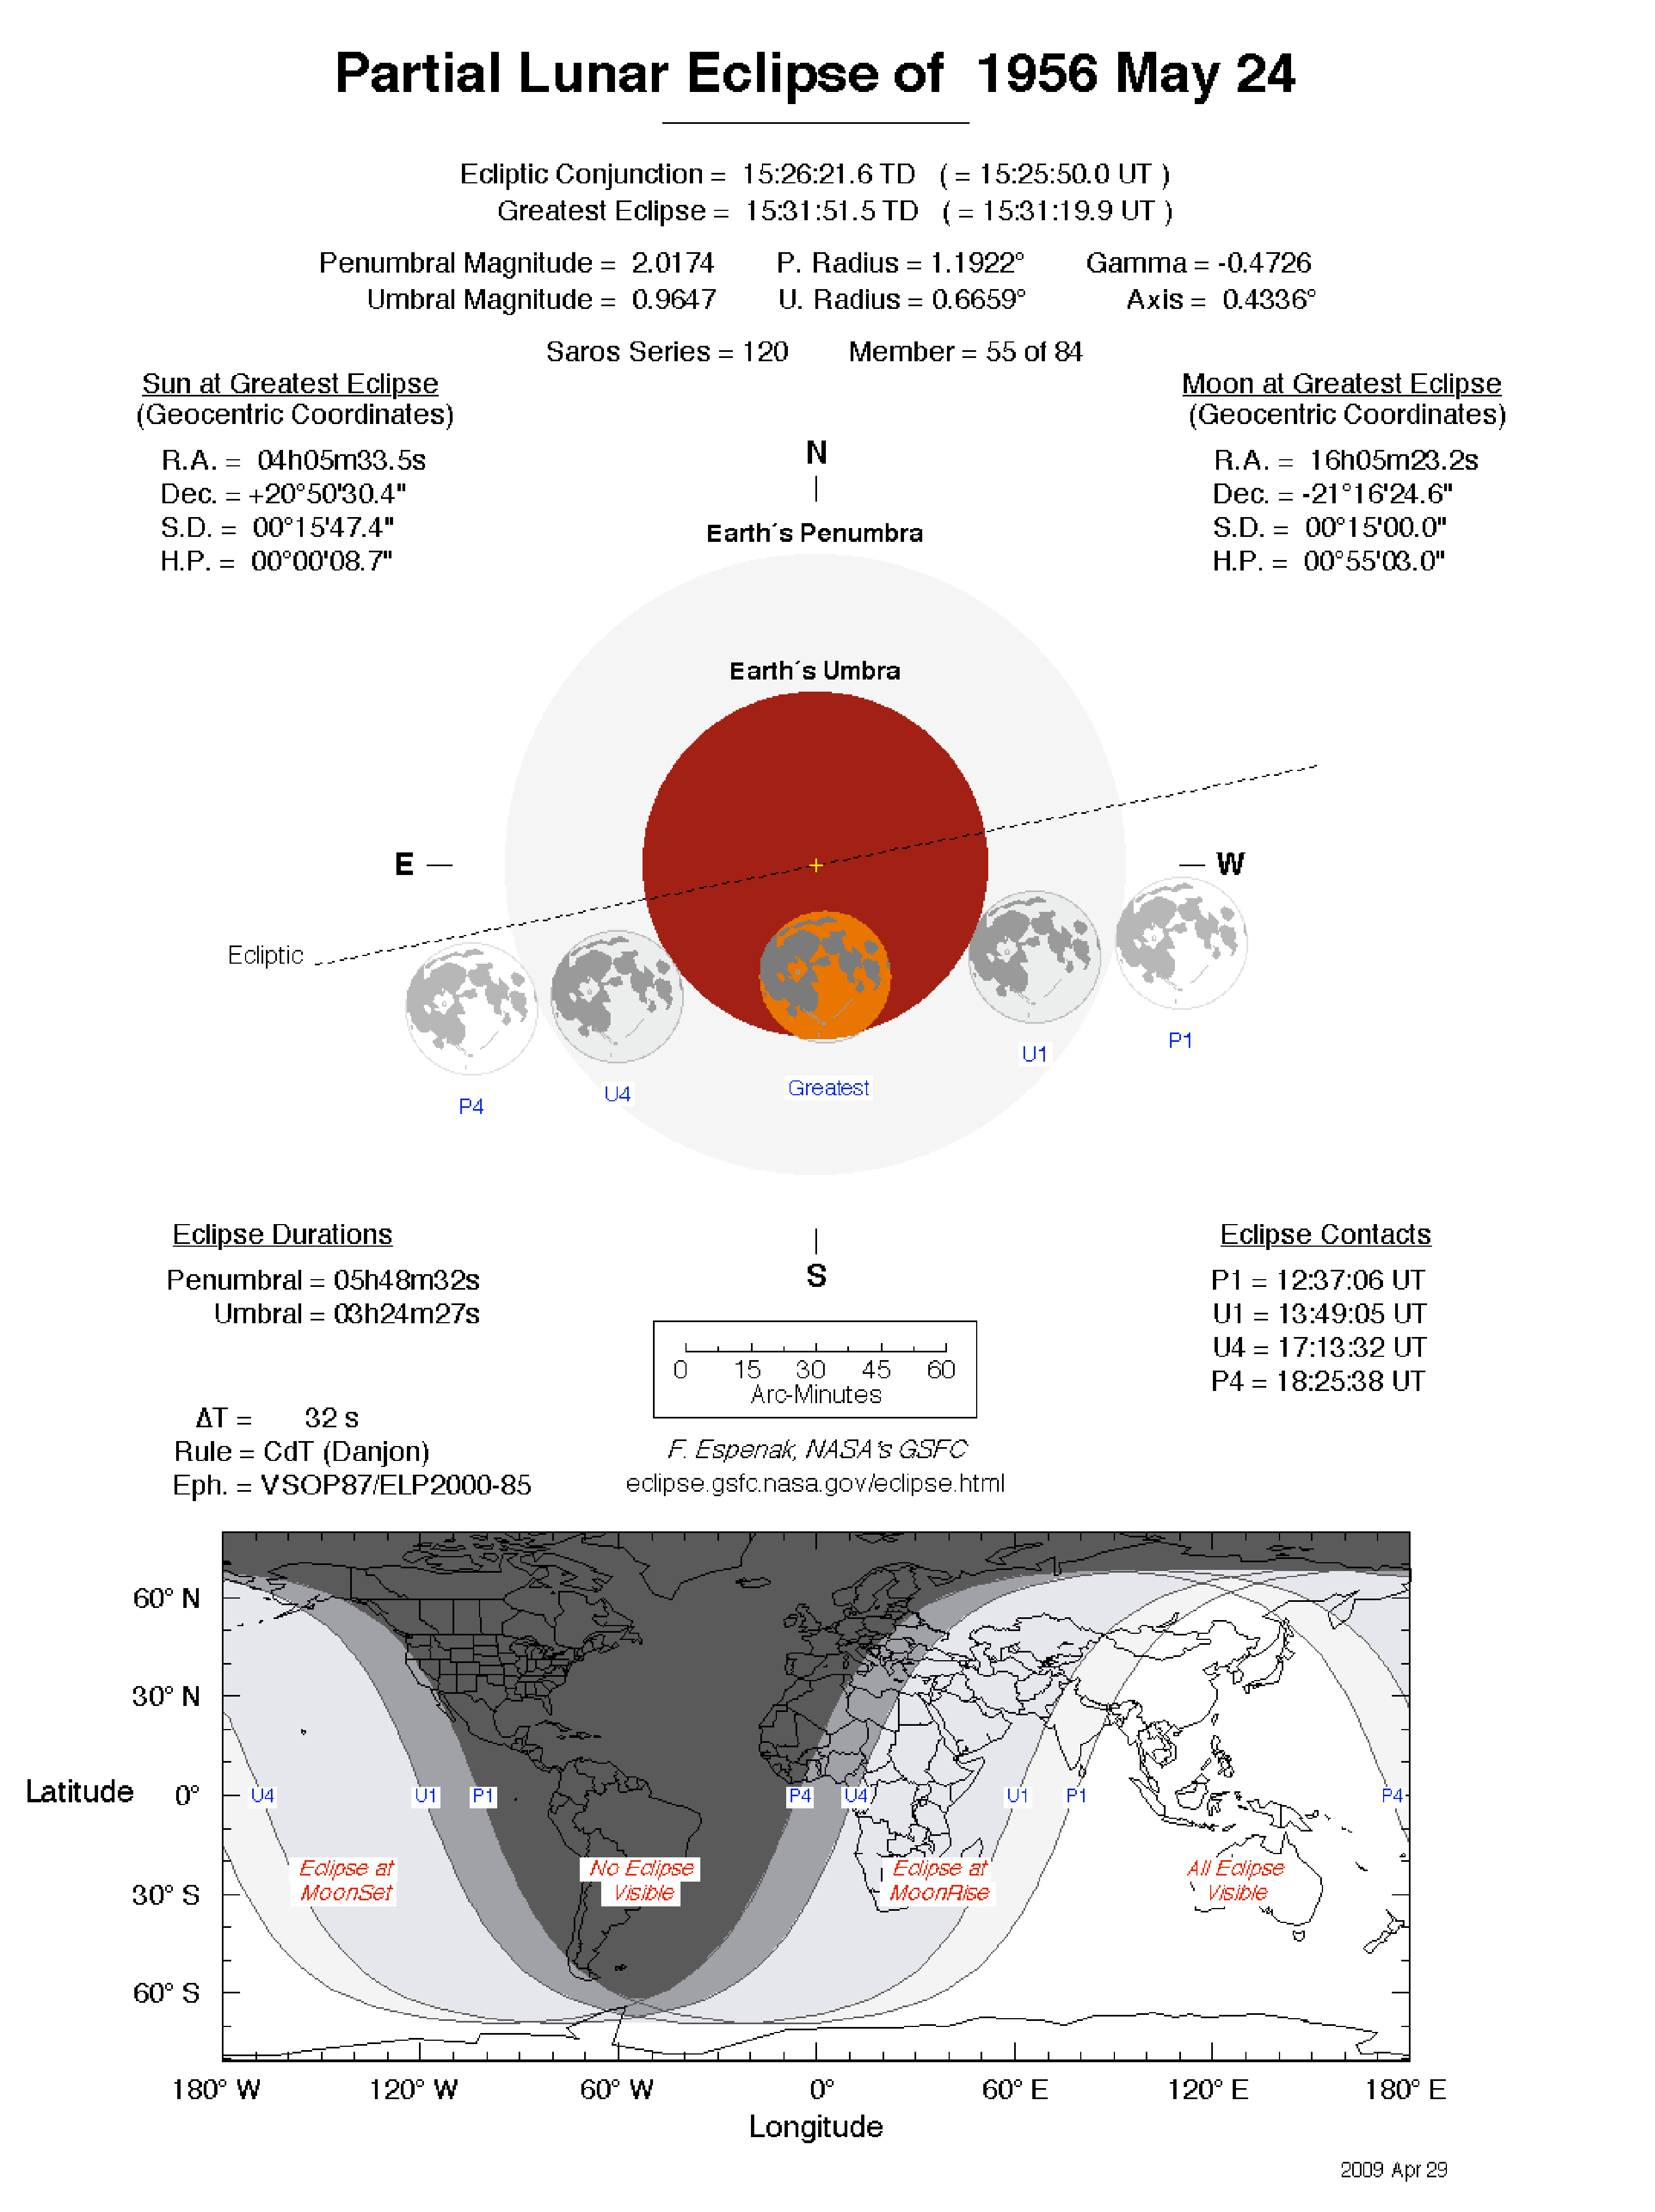 Partial Lunar Eclipse of 1956 May 24
Ecliptic Conjunction = 15:26:21.6 TD ( = 15:25:50.0 UT )
Greatest Eclipse = 15:31:51.5 TD ( = 15:31:19.9 UT )
Penumbral Magnitude = 2.0174 P. Radius = 1.1922° Gamma = -0.4726
Umbral Magnitude = 0.9647 U. Radius = 0.6659° Axis = 0.4336°
Saros Series = 120 Member = 55 of 84
Sun at Greatest Eclipse
(Geocentric Coordinates)
R.A. = 04h05m33.5s
Dec. = +20°50'30.4"
S.D. = 00°15'47.4"
H.P. = 00°00'08.7"
Moon at Greatest Eclipse
(Geocentric Coordinates)
R.A. = 16h05m23.2s
Dec. = -21°16'24.6"
S.D. = 00°15'00.0"
H.P. = 00°55'03.0"
N
Earth´s Penumbra
Earth´s Umbra
E
W
Ecliptic
P4
U4
Greatest
U1
P1
S
Eclipse Durations
Penumbral = 05h48m32s
Umbral = 03h24m27s
Eclipse Contacts
P1 = 12:37:06 UT
U1 = 13:49:05 UT
U4 = 17:13:32 UT
P4 = 18:25:38 UT
0 15 30 45 60
Arc-Minutes
ΔT = 32 s
Rule = CdT (Danjon)
Eph. = VSOP87/ELP2000-85
F. Espenak, NASA's GSFC
eclipse.gsfc.nasa.gov/eclipse.html
60° N
30° N
Latitude 0°
30° S
60° S
U4 U1 P1 P4 U4 U1 P1 P4
Eclipse at
MoonSet
No Eclipse
Visible
Eclipse at
MoonRise
All Eclipse
Visible
180° W 120° W 60° W 0° 60° E 120° E 180° E
Longitude
2009 Apr 29